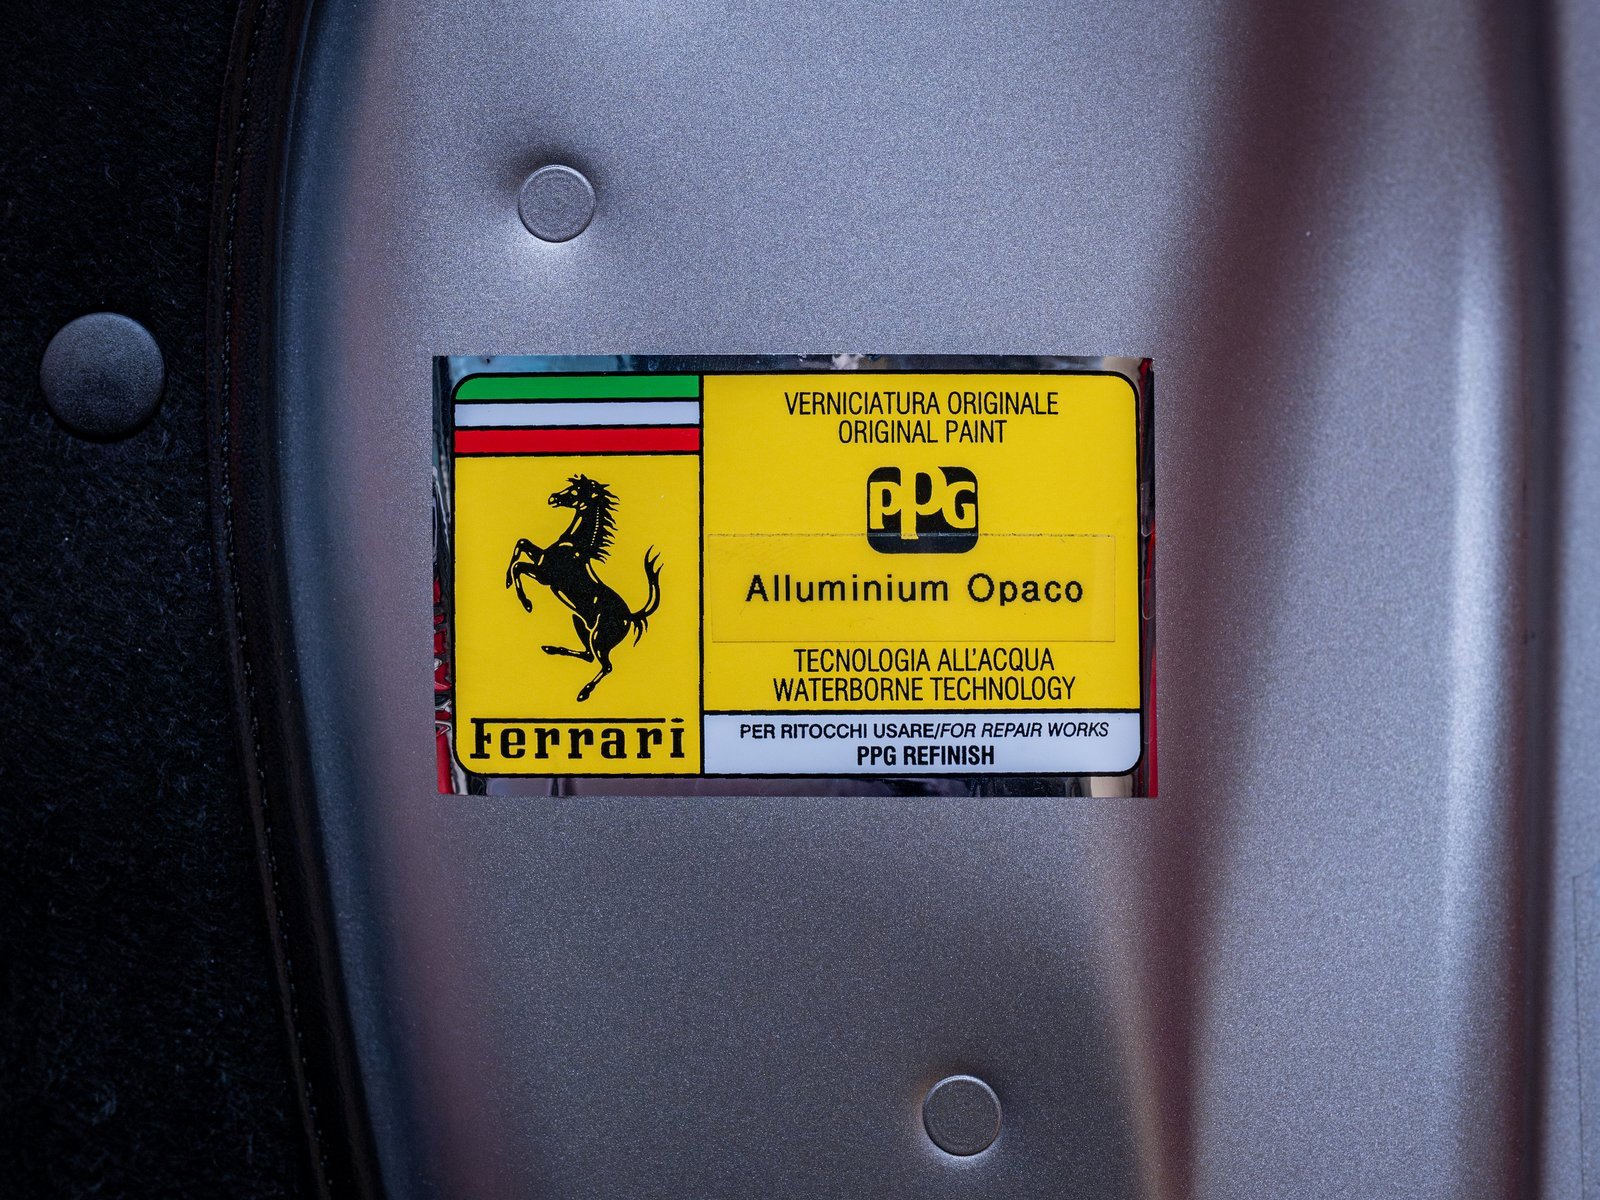 VERNICIATURA ORIGINALE
ORIGINAL PAINT
PPG
Alluminium Opaco
TECNOLOGIA ALL'ACQUA
WATERBORNE TECHNOLOGY
PER RITOCCHI USARE/FOR REPAIR WORKS
PPG REFINISH
Ferrari